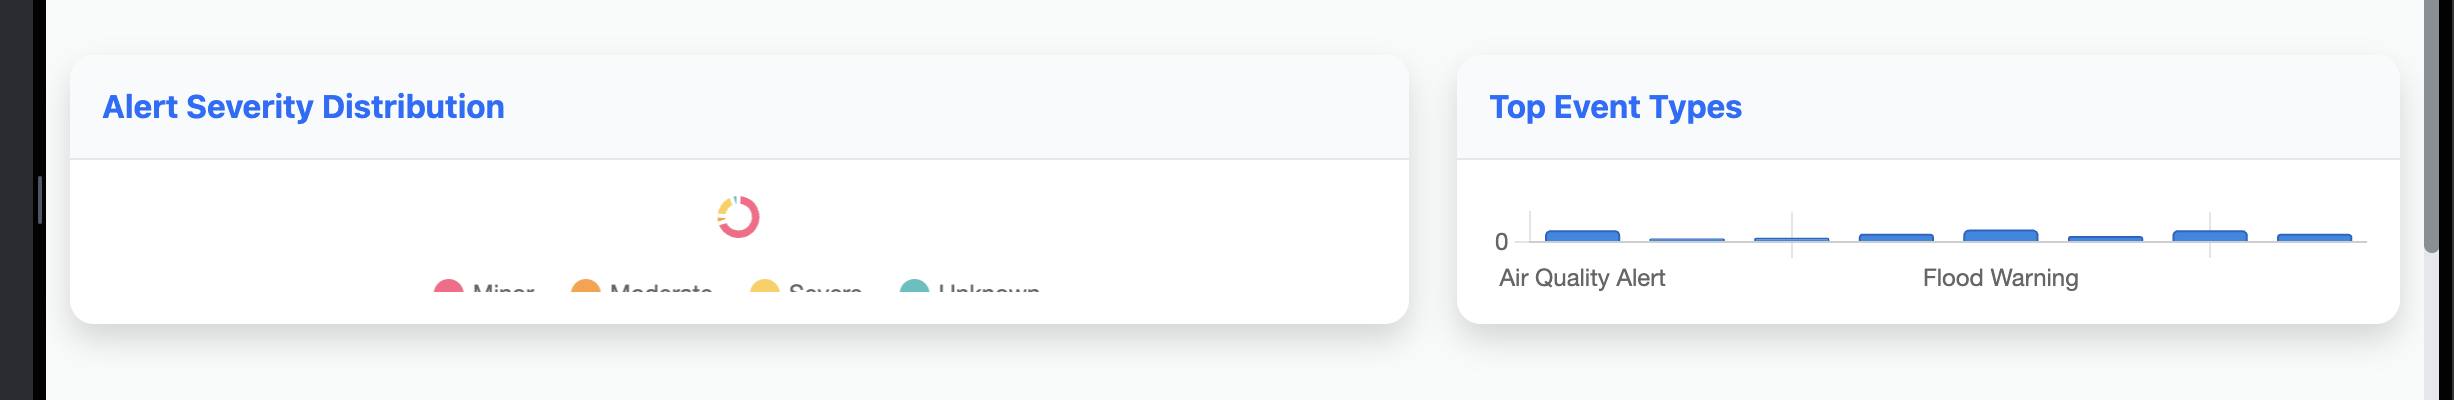 Alert Severity Distribution
Top Event Types
Minor Moderate Severe Unknown
0
Air Quality Alert Flood Warning